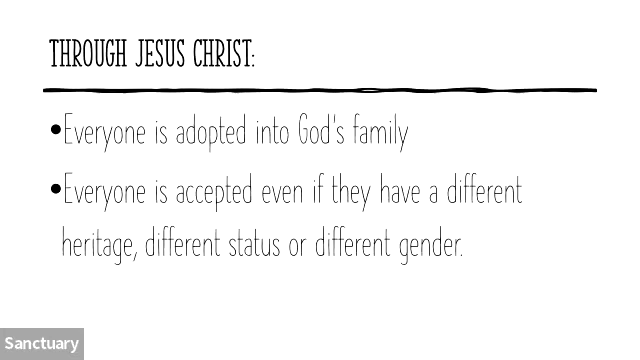 THROUGH JESUS CHRIST:
•Everyone is adopted into God's family
•Everyone is accepted even if they have a different
heritage, different status or different gender.
Sanctuary